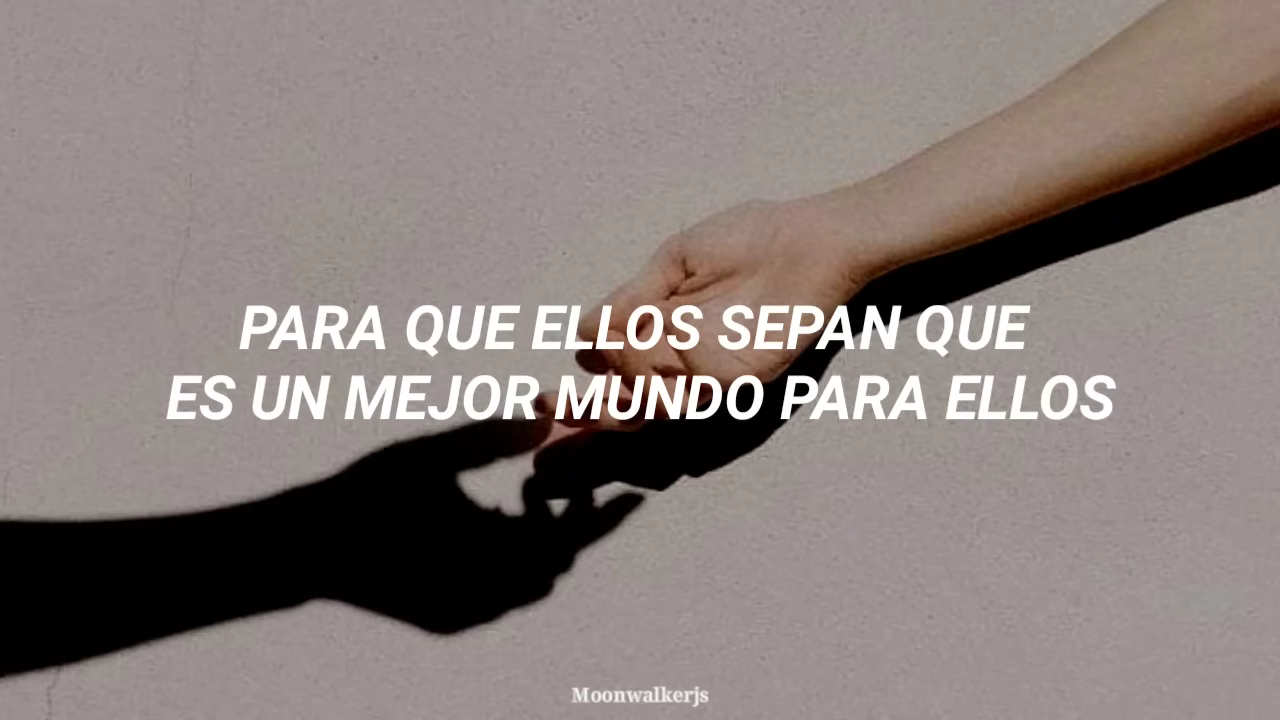 PARA QUE ELLOS SEPAN QUE
ES UN MEJOR MUNDO PARA ELLOS
Moonwalkerjs